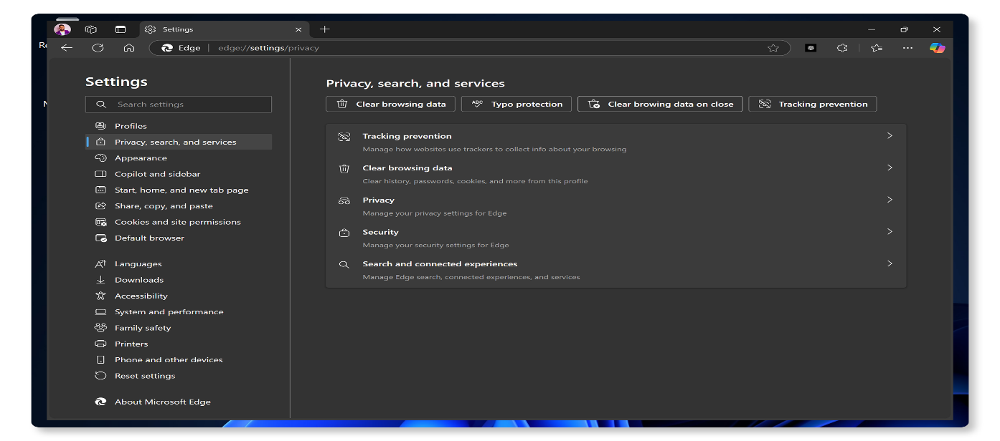 Settings
Edge
edge://settings/privacy
Settings
Search settings
Profiles
Privacy, search, and services
Appearance
Copilot and sidebar
Start, home, and new tab page
Share, copy, and paste
Cookies and site permissions
Default browser
Languages
Downloads
Accessibility
System and performance
Family safety
Printers
Phone and other devices
Reset settings
About Microsoft Edge
Privacy, search, and services
Clear browsing data
ABC Typo protection
Clear browing data on close
Tracking prevention
Tracking prevention
Manage how websites use trackers to collect info about your browsing
Clear browsing data
Clear history, passwords, cookies, and more from this profile
Privacy
Manage your privacy settings for Edge
Security
Manage your security settings for Edge
Search and connected experiences
Manage Edge search, connected experiences, and services